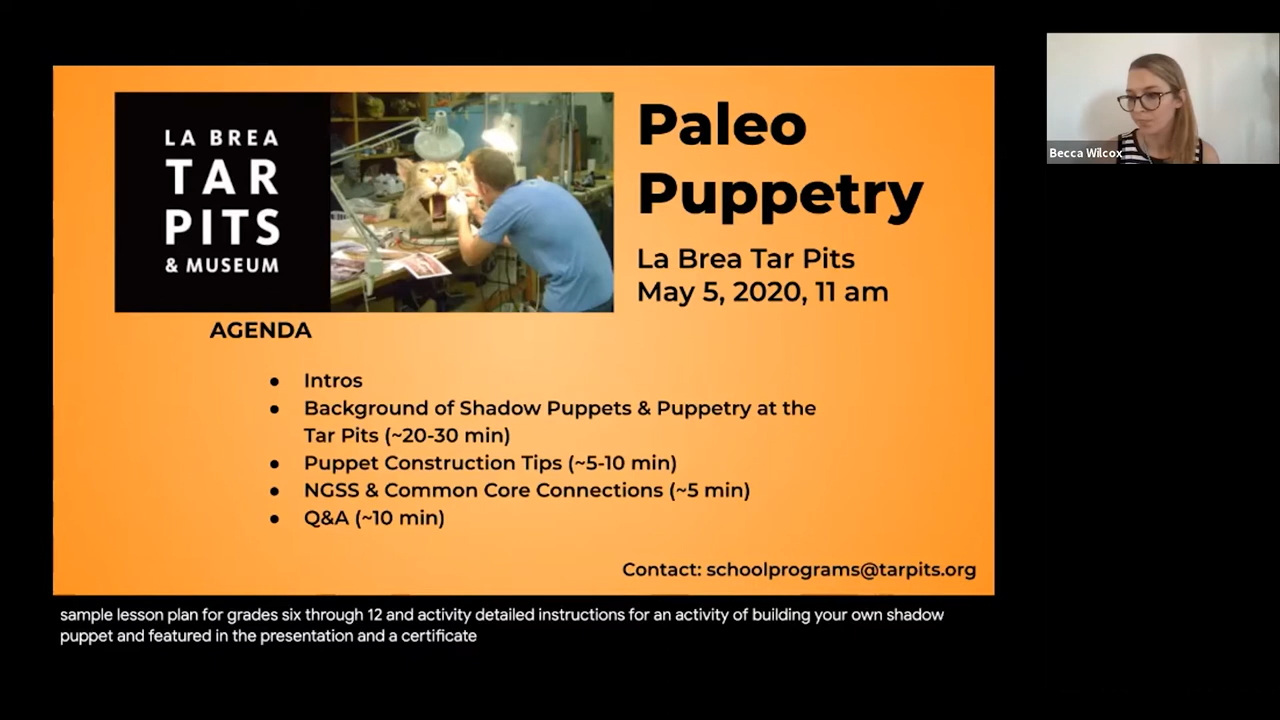 LA BREA
TAR
PITS
& MUSEUM
Paleo
Puppetry
La Brea Tar Pits
May 5, 2020, 11 am
AGENDA
● Intros
● Background of Shadow Puppets & Puppetry at the
Tar Pits (~20-30 min)
● Puppet Construction Tips (~5-10 min)
● NGSS & Common Core Connections (~5 min)
● Q&A (~10 min)
Contact: schoolprograms@tarpits.org
Becca Wilcox
sample lesson plan for grades six through 12 and activity detailed instructions for an activity of building your own shadow
puppet and featured in the presentation and a certificate